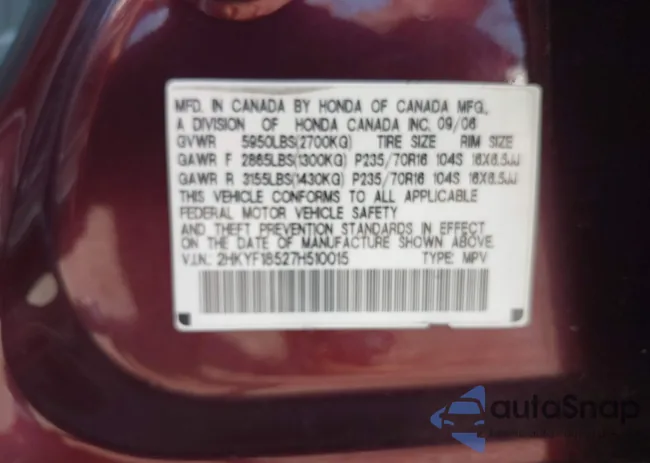 MFD. IN CANADA BY HONDA OF CANADA MFG.,
A DIVISION OF HONDA CANADA INC. 09/06
GVWR 5950LBS(2700KG) TIRE SIZE RIM SIZE
GAWR F 2865LBS(1300KG) P235/70R16 104S 16X6.5JJ
GAWR R 3155LBS(1430KG) P235/70R16 104S 16X6.5JJ
THIS VEHICLE CONFORMS TO ALL APPLICABLE
FEDERAL MOTOR VEHICLE SAFETY
AND THEFT PREVENTION STANDARDS IN EFFECT
ON THE DATE OF MANUFACTURE SHOWN ABOVE.
V.I.N.: 2HKYF18527H510015 TYPE: MPV
autoSnap